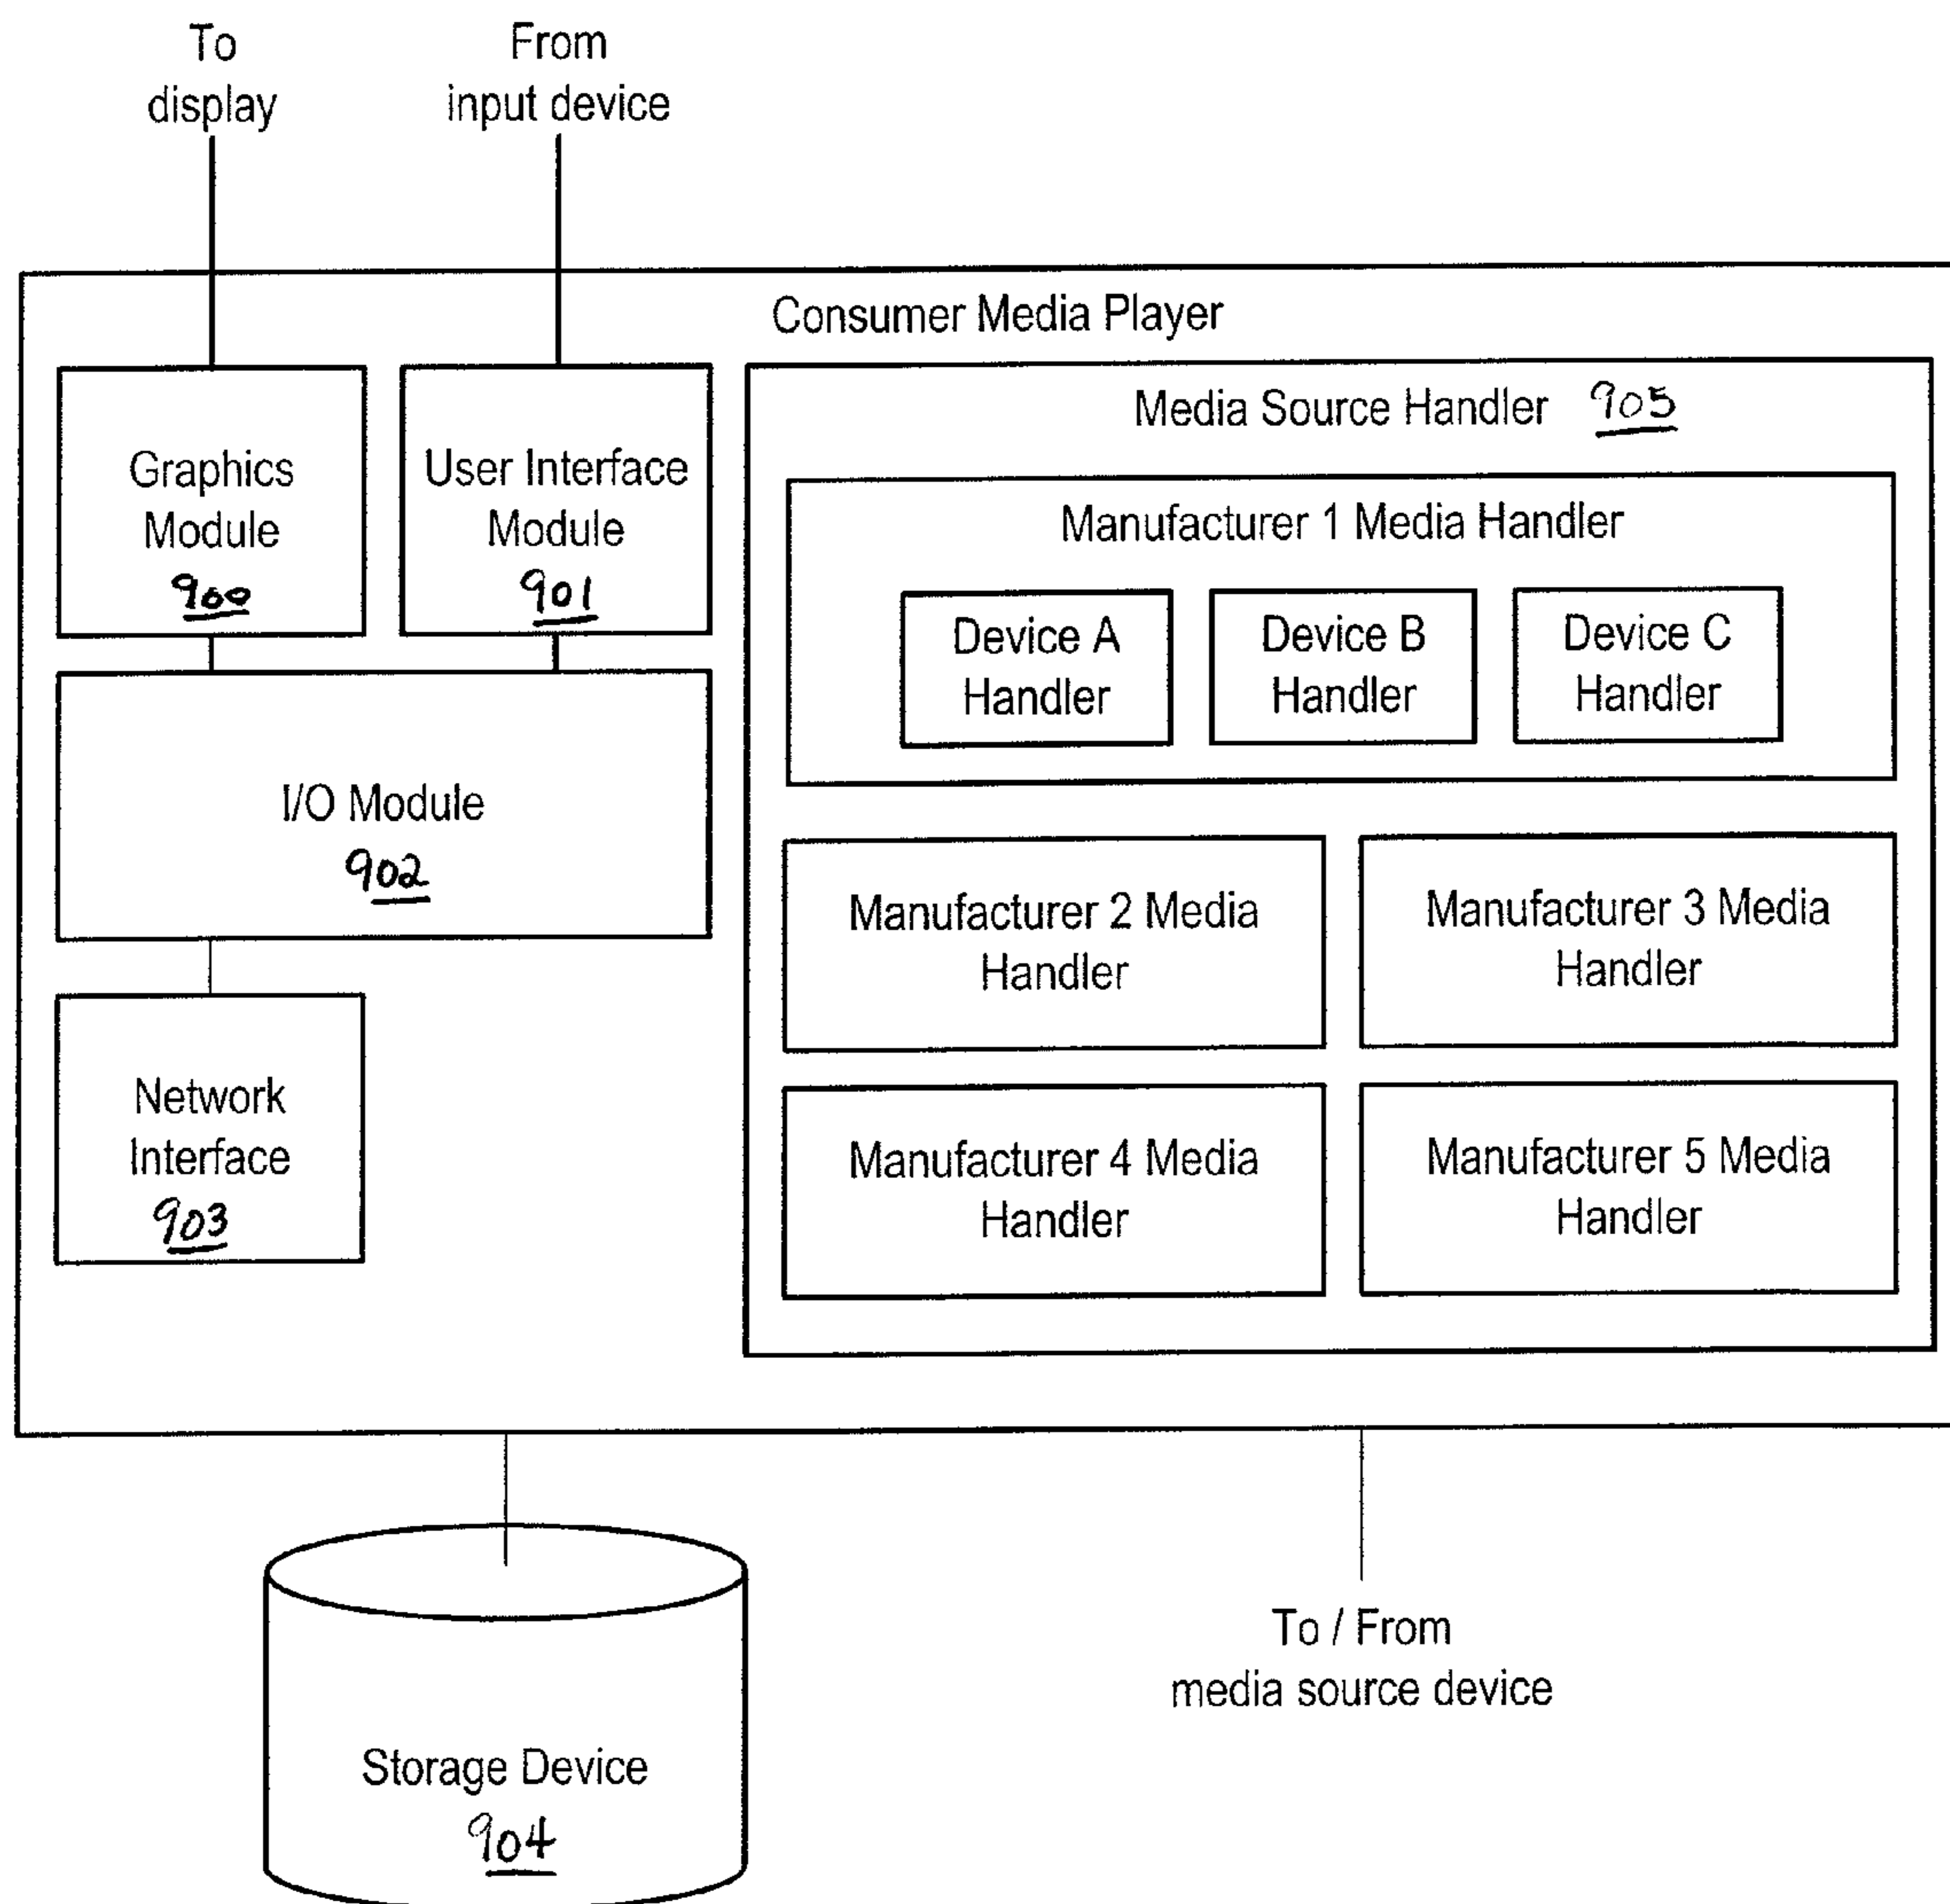 To
display
From
input device
Consumer Media Player
Graphics
Module
900
User Interface
Module
901
I/O Module
902
Network
Interface
903
Media Source Handler 905
Manufacturer 1 Media Handler
Device A
Handler
Device B
Handler
Device C
Handler
Manufacturer 2 Media
Handler
Manufacturer 3 Media
Handler
Manufacturer 4 Media
Handler
Manufacturer 5 Media
Handler
Storage Device
904
To / From
media source device